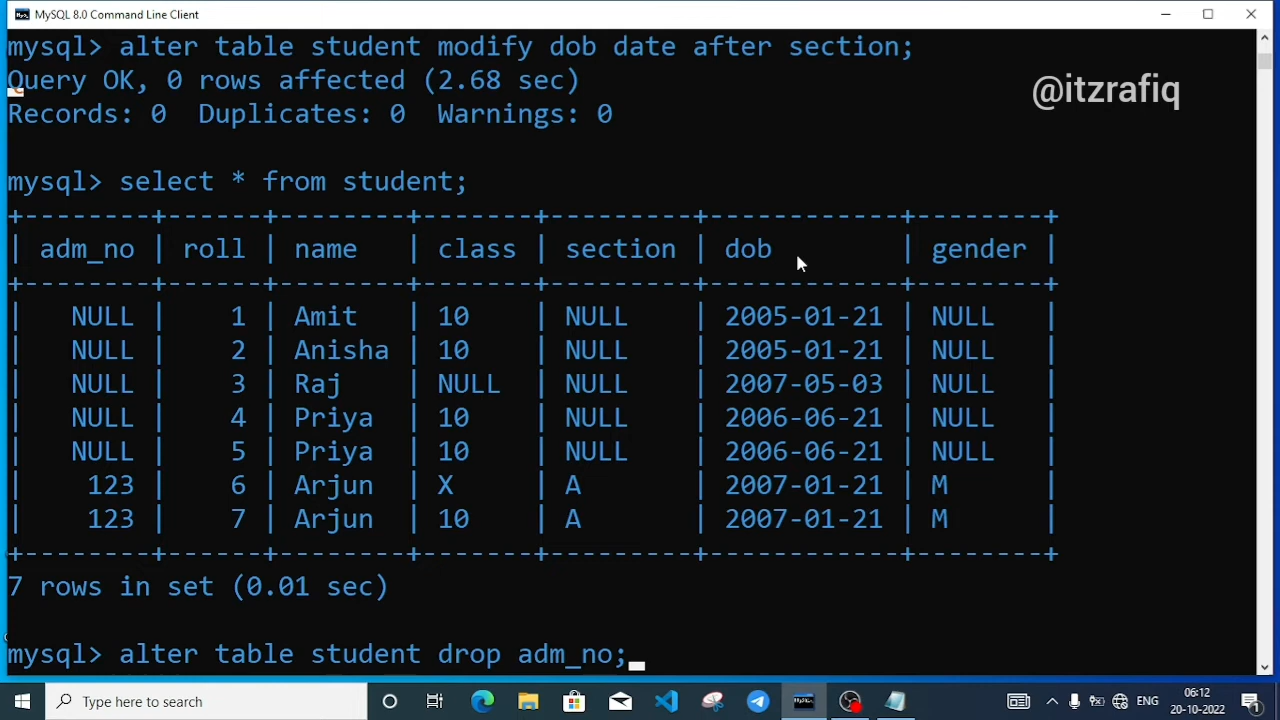 MySQL 8.0 Command Line Client
mysql> alter table student modify dob date after section;
Query OK, 0 rows affected (2.68 sec)
@itzrafiq
Records: 0  Duplicates: 0  Warnings: 0
mysql> select * from student;
+--------+------+--------+-------+---------+------------+--------+
| adm_no | roll | name   | class | section | dob        | gender |
+--------+------+--------+-------+---------+------------+--------+
|   NULL |    1 | Amit   | 10    | NULL    | 2005-01-21 | NULL   |
|   NULL |    2 | Anisha | 10    | NULL    | 2005-01-21 | NULL   |
|   NULL |    3 | Raj    | NULL  | NULL    | 2007-05-03 | NULL   |
|   NULL |    4 | Priya  | 10    | NULL    | 2006-06-21 | NULL   |
|   NULL |    5 | Priya  | 10    | NULL    | 2006-06-21 | NULL   |
|    123 |    6 | Arjun  | X     | A       | 2007-01-21 | M      |
|    123 |    7 | Arjun  | 10    | A       | 2007-01-21 | M      |
+--------+------+--------+-------+---------+------------+--------+
7 rows in set (0.01 sec)
mysql> alter table student drop adm_no;
Type here to search
ENG
06:12
20-10-2022